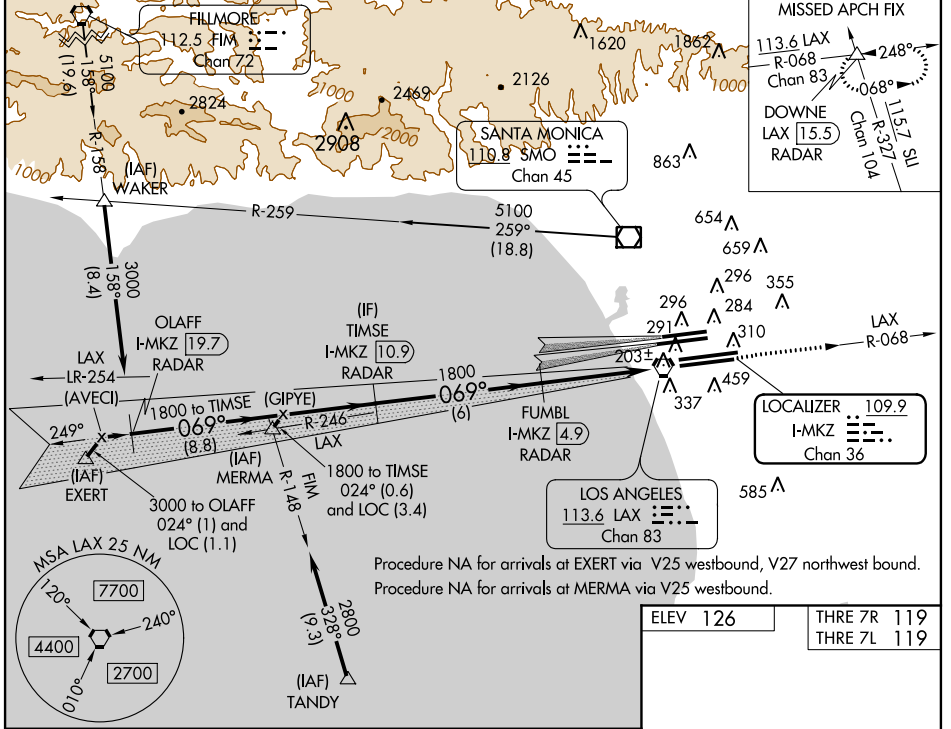 FILLMORE
112.5 FIM
Chan 72
5100
158°
(19.6)
R-158
1000
2824
2908
2469
2000
2126
1000
1620
1862
1000
MISSED APCH FIX
113.6 LAX
R-068
Chan 83
248°
068°
DOWNE
LAX 15.5
RADAR
115.7 SLI
R-327
Chan 104
SANTA MONICA
110.8 SMO
Chan 45
863
(IAF)
WAKER
R-259
5100
259°
(18.8)
654
659
3000
158°
(8.4)
296
355
296
284
291
310
203±
LAX
R-068
OLAFF
I-MKZ 19.7
RADAR
(IF)
TIMSE
I-MKZ 10.9
RADAR
LAX
LR-254
(AVECI)
1800
1800 to TIMSE
069°
(8.8)
(GIPYE)
R-246
LAX
069°
(6)
FUMBL
I-MKZ 4.9
RADAR
337
459
249°
(IAF)
EXERT
(IAF)
MERMA
LOCALIZER 109.9
I-MKZ
Chan 36
3000 to OLAFF
024° (1) and
LOC (1.1)
FIM
R-148
1800 to TIMSE
024° (0.6)
and LOC (3.4)
585
LOS ANGELES
113.6 LAX
Chan 83
MSA LAX 25 NM
120°
7700
240°
4400
2700
010°
Procedure NA for arrivals at EXERT via V25 westbound, V27 northwest bound.
Procedure NA for arrivals at MERMA via V25 westbound.
2800
328°
(9.3)
(IAF)
TANDY
ELEV 126
THRE 7R 119
THRE 7L 119